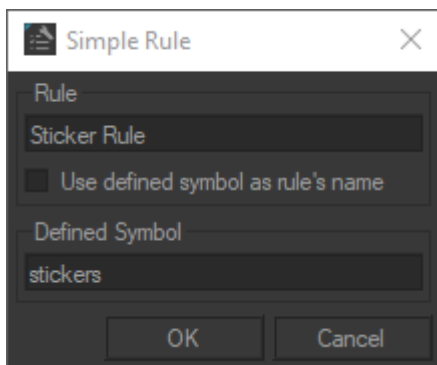 Simple Rule
Rule
Sticker Rule
Use defined symbol as rule's name
Defined Symbol
stickers
OK Cancel